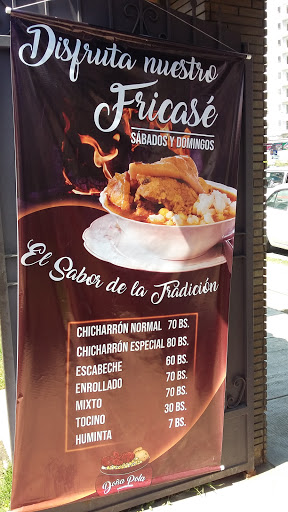 Disfruta nuestro
Fricasé
SÁBADOS Y DOMINGOS
El Sabor de la Tradición
CHICHARRÓN NORMAL 70 BS.
CHICHARRÓN ESPECIAL 80 BS.
ESCABECHE 60 BS.
ENROLLADO 70 BS.
MIXTO 70 BS.
TOCINO 30 BS.
HUMINTA 7 BS.
Doña Pola